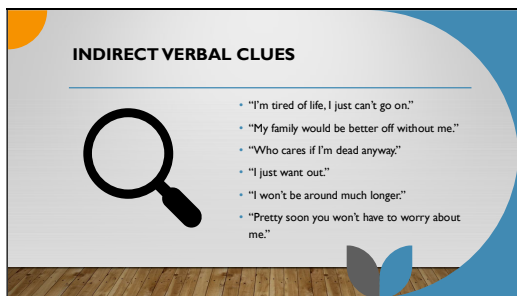 INDIRECT VERBAL CLUES
• “I’m tired of life, I just can’t go on.”
• “My family would be better off without me.”
• “Who cares if I’m dead anyway.”
• “I just want out.”
• “I won’t be around much longer.”
• “Pretty soon you won’t have to worry about
me.”